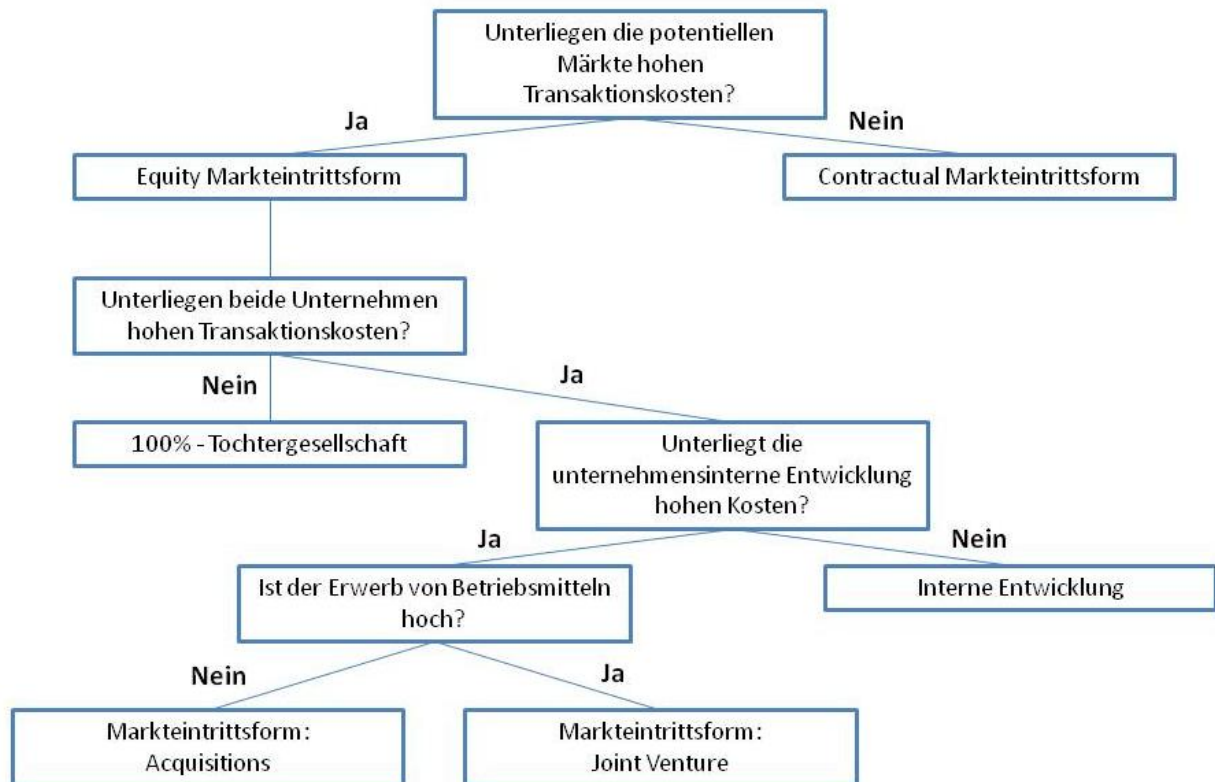 Unterliegen die potentiellen
Märkte hohen
Transaktionskosten?
Ja
Nein
Equity Markteintrittsform
Contractual Markteintrittsform
Unterliegen beide Unternehmen
hohen Transaktionskosten?
Nein
Ja
100% - Tochtergesellschaft
Unterliegt die
unternehmensinterne Entwicklung
hohen Kosten?
Ja
Nein
Ist der Erwerb von Betriebsmitteln
hoch?
Interne Entwicklung
Nein
Ja
Markteintrittsform:
Acquisitions
Markteintrittsform:
Joint Venture